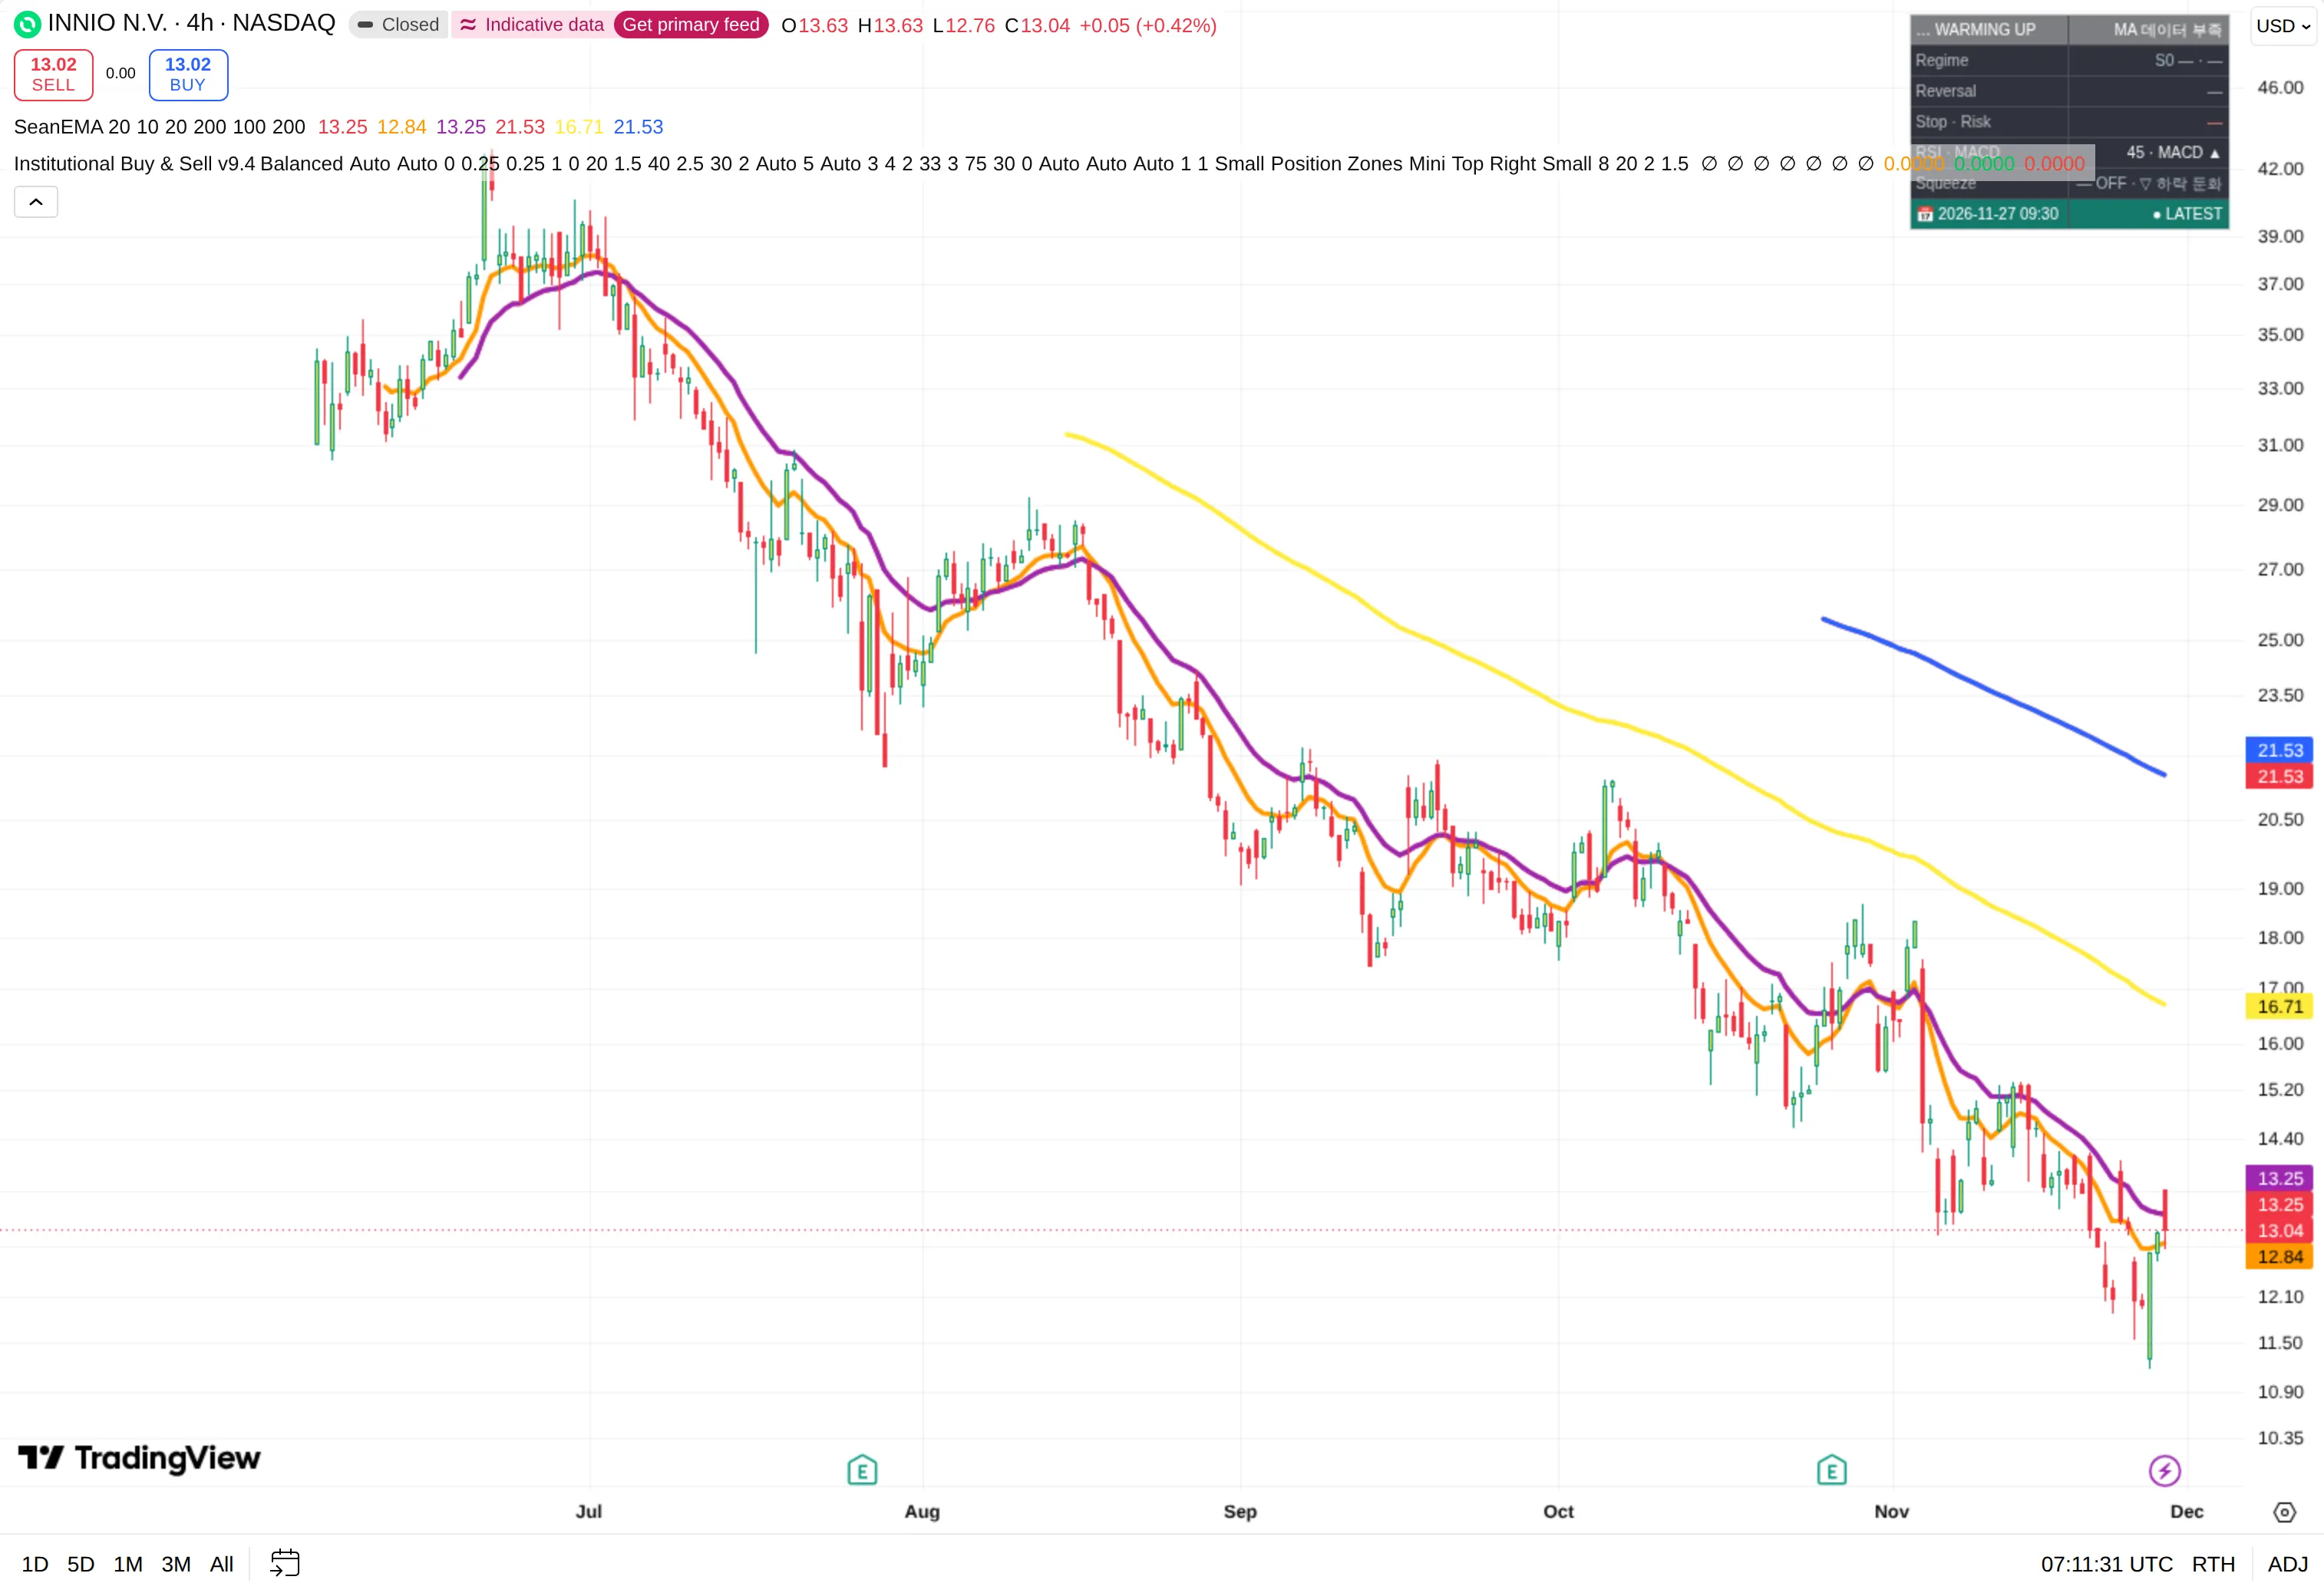 INNIO N.V. · 4h · NASDAQ Closed Indicative data Get primary feed O13.63 H13.63 L12.76 C13.04 +0.05 (+0.42%)
13.02 SELL 0.00 13.02 BUY
SeanEMA 20 10 20 200 100 200 13.25 12.84 13.25 21.53 16.71 21.53
Institutional Buy & Sell v9.4 Balanced Auto Auto 0 0.25 0.25 1 0 20 1.5 40 2.5 30 2 Auto 5 Auto 3 4 2 33 3 75 30 0 Auto Auto Auto 1 1 Small Position Zones Mini Top Right Small 8 20 2 1.5 ∅ ∅ ∅ ∅ ∅ ∅ ∅ 0.0000 0.0000 0.0000
... WARMING UP MA 데이터 부족
Regime S0 — · —
Reversal —
Stop · Risk —
RSI · MACD 45 · MACD ▲
Squeeze — OFF · ▽ 하락 둔화
📅 2026-11-27 09:30 ● LATEST
USD
46.00
42.00
39.00
37.00
35.00
33.00
31.00
29.00
27.00
25.00
23.50
21.53
21.53
20.50
19.00
18.00
17.00
16.71
16.00
15.20
14.40
13.25
13.25
13.04
12.84
12.10
11.50
10.90
10.35
TradingView
E E
Jul Aug Sep Oct Nov Dec
1D 5D 1M 3M All 07:11:31 UTC RTH ADJ